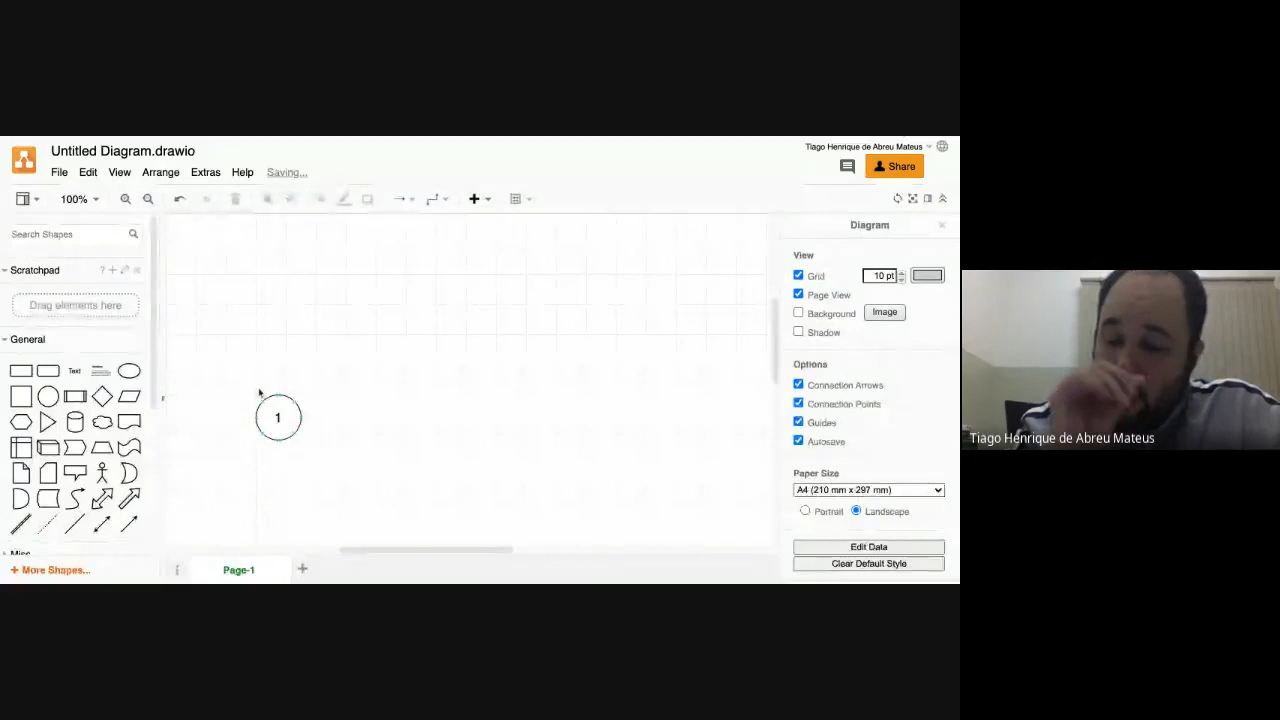 Untitled Diagram.drawio
Tiago Henrique de Abreu Mateus
File Edit View Arrange Extras Help Saving...
Share
100%
Search Shapes
Diagram
Scratchpad
Drag elements here
General
Text
1
View
Grid 10 pt
Page View
Background Image
Shadow
Options
Connection Arrows
Connection Points
Guides
Autosave
Paper Size
A4 (210 mm x 297 mm)
Portrait Landscape
Edit Data
Clear Default Style
Misc
+ More Shapes...
Page-1
Tiago Henrique de Abreu Mateus